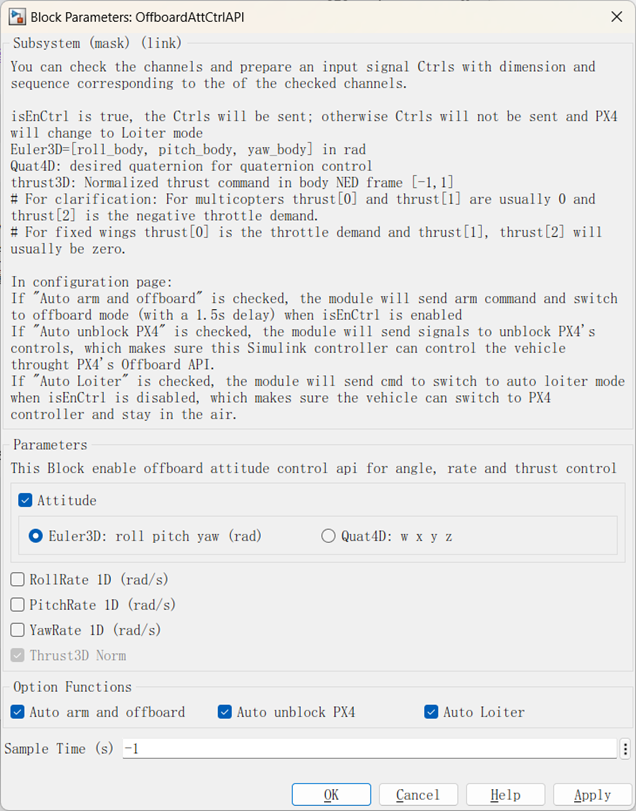 Block Parameters: OffboardAttCtrlAPI
Subsystem (mask) (link)
You can check the channels and prepare an input signal Ctrls with dimension and
sequence corresponding to the of the checked channels.
isEnCtrl is true, the Ctrls will be sent; otherwise Ctrls will not be sent and PX4
will change to Loiter mode
Euler3D=[roll_body, pitch_body, yaw_body] in rad
Quat4D: desired quaternion for quaternion control
thrust3D: Normalized thrust command in body NED frame [-1,1]
# For clarification: For multicopters thrust[0] and thrust[1] are usually 0 and
thrust[2] is the negative throttle demand.
# For fixed wings thrust[0] is the throttle demand and thrust[1], thrust[2] will
usually be zero.
In configuration page:
If "Auto arm and offboard" is checked, the module will send arm command and switch
to offboard mode (with a 1.5s delay) when isEnCtrl is enabled
If "Auto unblock PX4" is checked, the module will send signals to unblock PX4's
controls, which makes sure this Simulink controller can control the vehicle
throught PX4's Offboard API.
If "Auto Loiter" is checked, the module will send cmd to switch to auto loiter mode
when isEnCtrl is disabled, which makes sure the vehicle can switch to PX4
controller and stay in the air.
Parameters
This Block enable offboard attitude control api for angle, rate and thrust control
Attitude
Euler3D: roll pitch yaw (rad) Quat4D: w x y z
RollRate 1D (rad/s)
PitchRate 1D (rad/s)
YawRate 1D (rad/s)
Thrust3D Norm
Option Functions
Auto arm and offboard Auto unblock PX4 Auto Loiter
Sample Time (s) -1
OK Cancel Help Apply